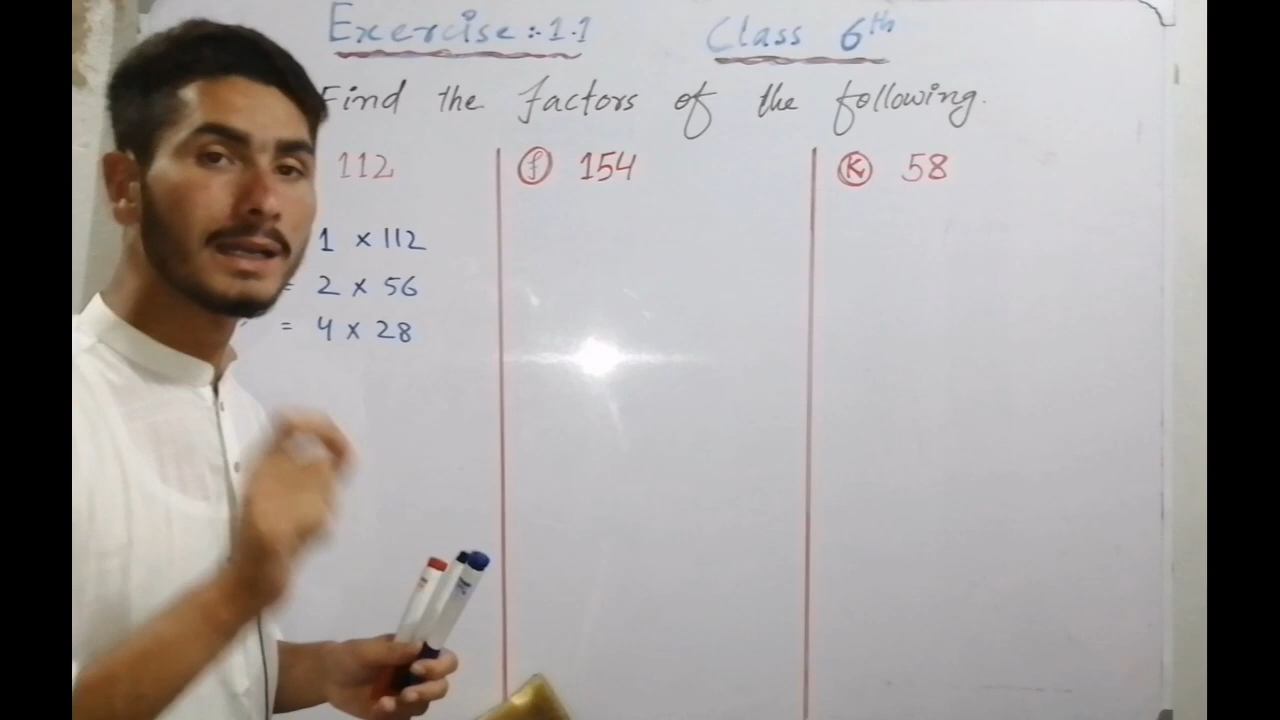 Exercise:-1.1 Class 6th
Find the factors of the following.
112
1 × 112
= 2 × 56
= 4 × 28
(f) 154
(K) 58